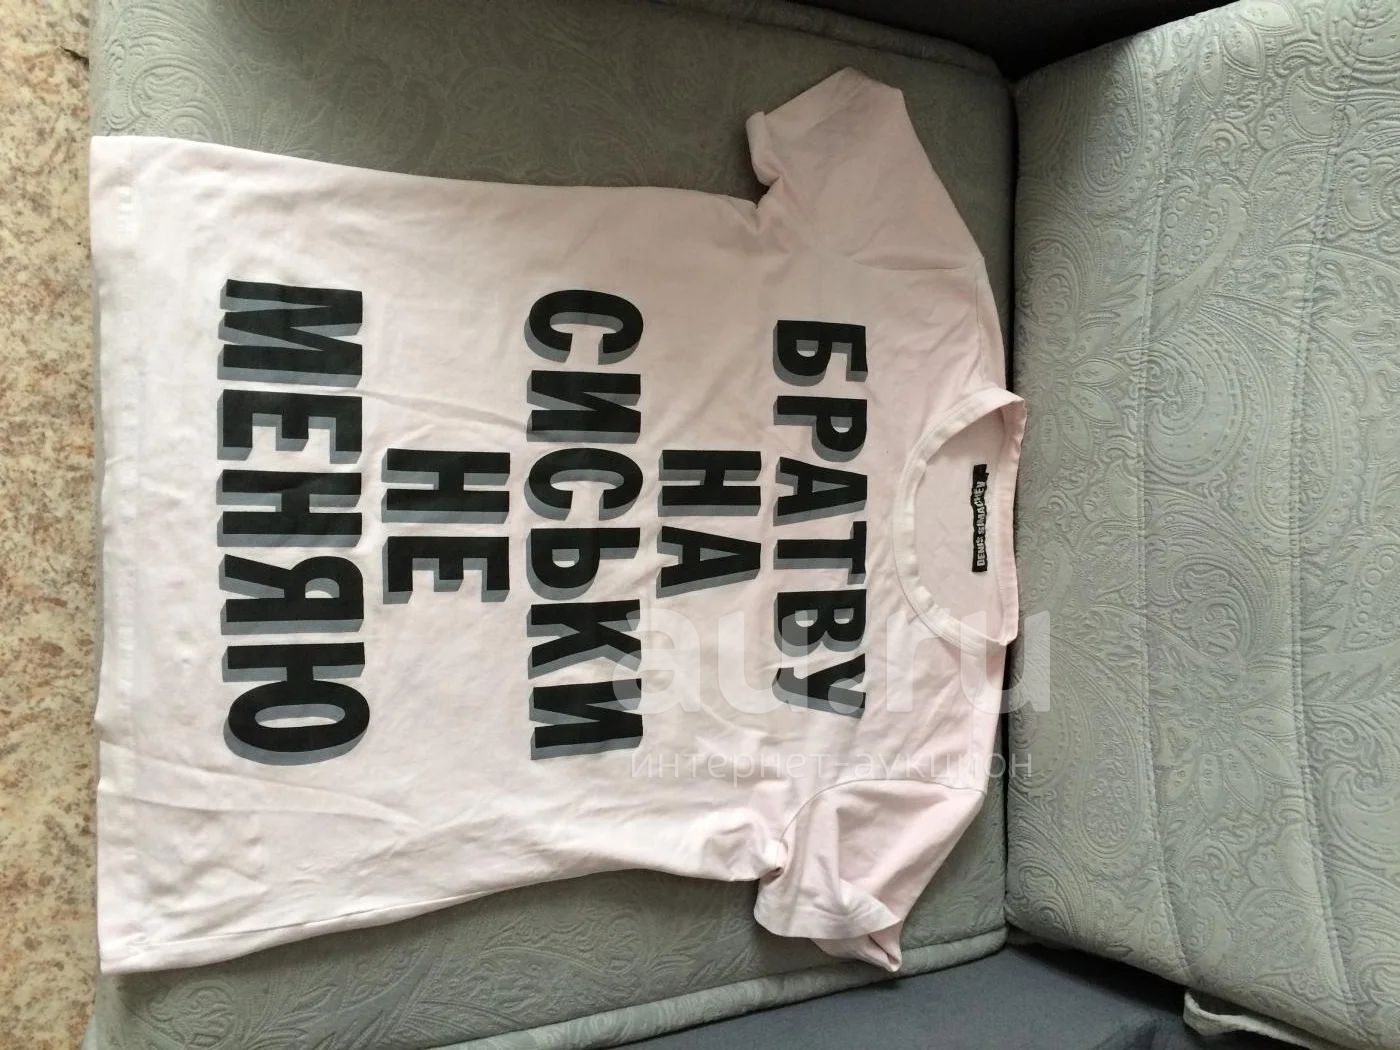 DENIS SIMACHEV
БРАТВУ
НА
СИСЬКИ
НЕ
МЕНЯЮ
au.ru
интернет-аукцион